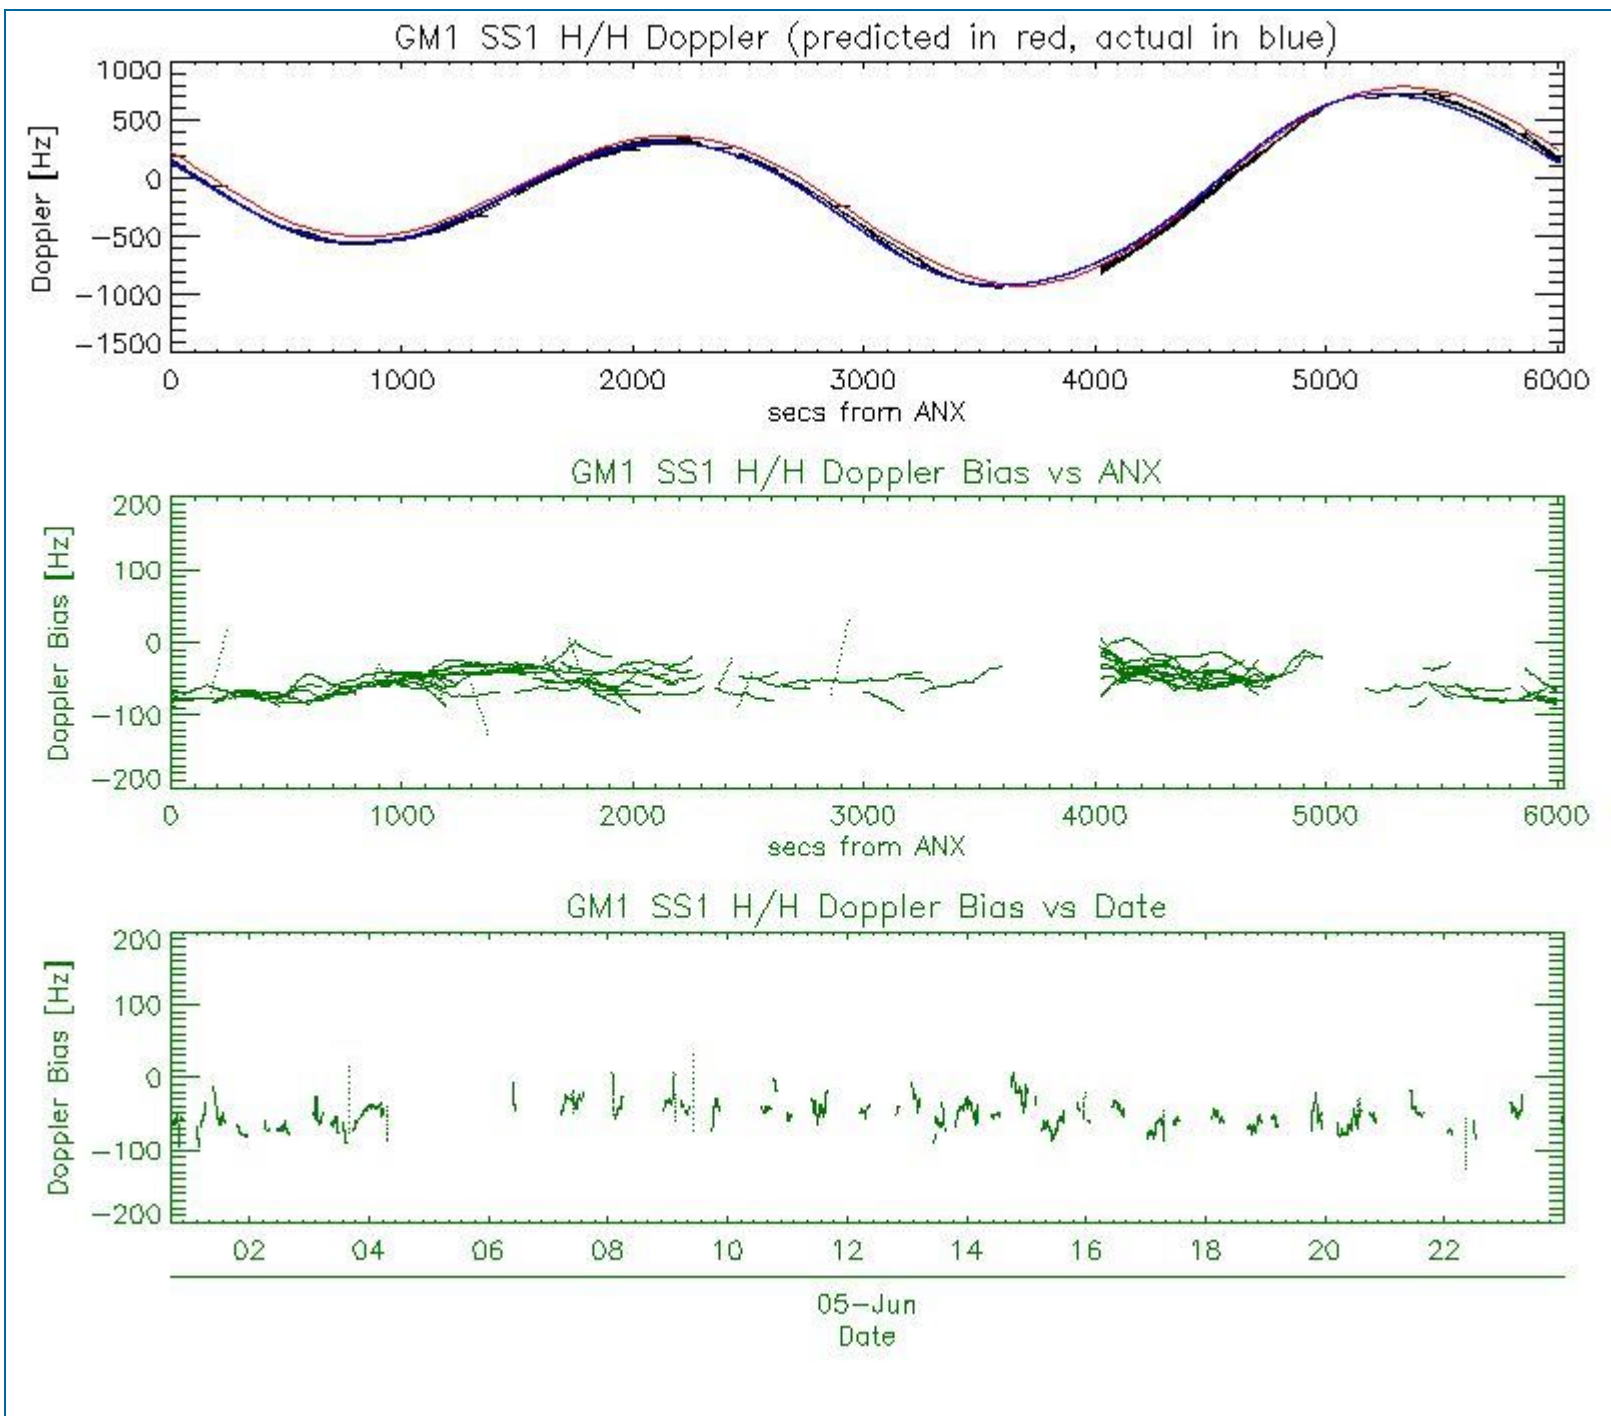 GM1 SS1 H/H Doppler (predicted in red, actual in blue)
Doppler [Hz]
1000
500
0
-500
-1000
-1500
0 1000 2000 3000 4000 5000 6000
secs from ANX
GM1 SS1 H/H Doppler Bias vs ANX
Doppler Bias [Hz]
200
100
0
-100
-200
0 1000 2000 3000 4000 5000 6000
secs from ANX
GM1 SS1 H/H Doppler Bias vs Date
Doppler Bias [Hz]
200
100
0
-100
-200
02 04 06 08 10 12 14 16 18 20 22
05-Jun
Date